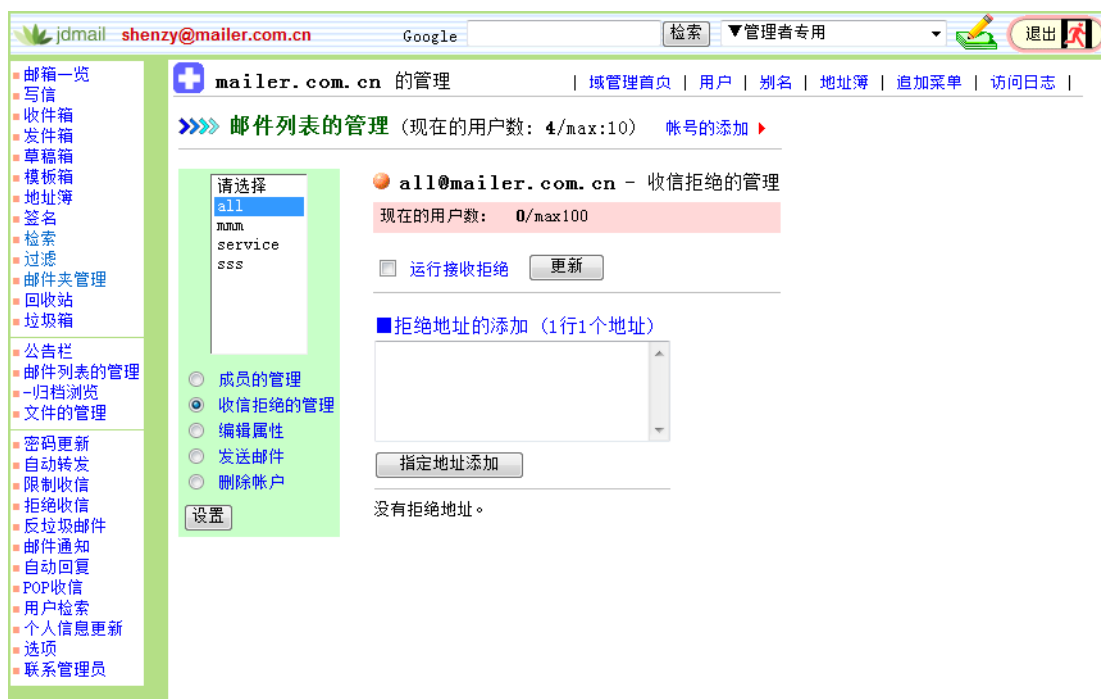 jdmail shenzy@mailer.com.cn Google 检索 ▼管理者专用 退出
邮箱一览
写信
收件箱
发件箱
草稿箱
模板箱
地址簿
签名
检索
过滤
邮件夹管理
回收站
垃圾箱
公告栏
邮件列表的管理
-归档浏览
文件的管理
密码更新
自动转发
限制收信
拒绝收信
反垃圾邮件
邮件通知
自动回复
POP收信
用户检索
个人信息更新
选项
联系管理员
mailer.com.cn 的管理 | 域管理首页 | 用户 | 别名 | 地址簿 | 追加菜单 | 访问日志 |
邮件列表的管理 (现在的用户数: 4/max:10) 帐号的添加
请选择
all
mmm
service
sss
成员的管理
收信拒绝的管理
编辑属性
发送邮件
删除帐户
设置
all@mailer.com.cn - 收信拒绝的管理
现在的用户数: 0/max100
运行接收拒绝 更新
■拒绝地址的添加 (1行1个地址)
指定地址添加
没有拒绝地址。